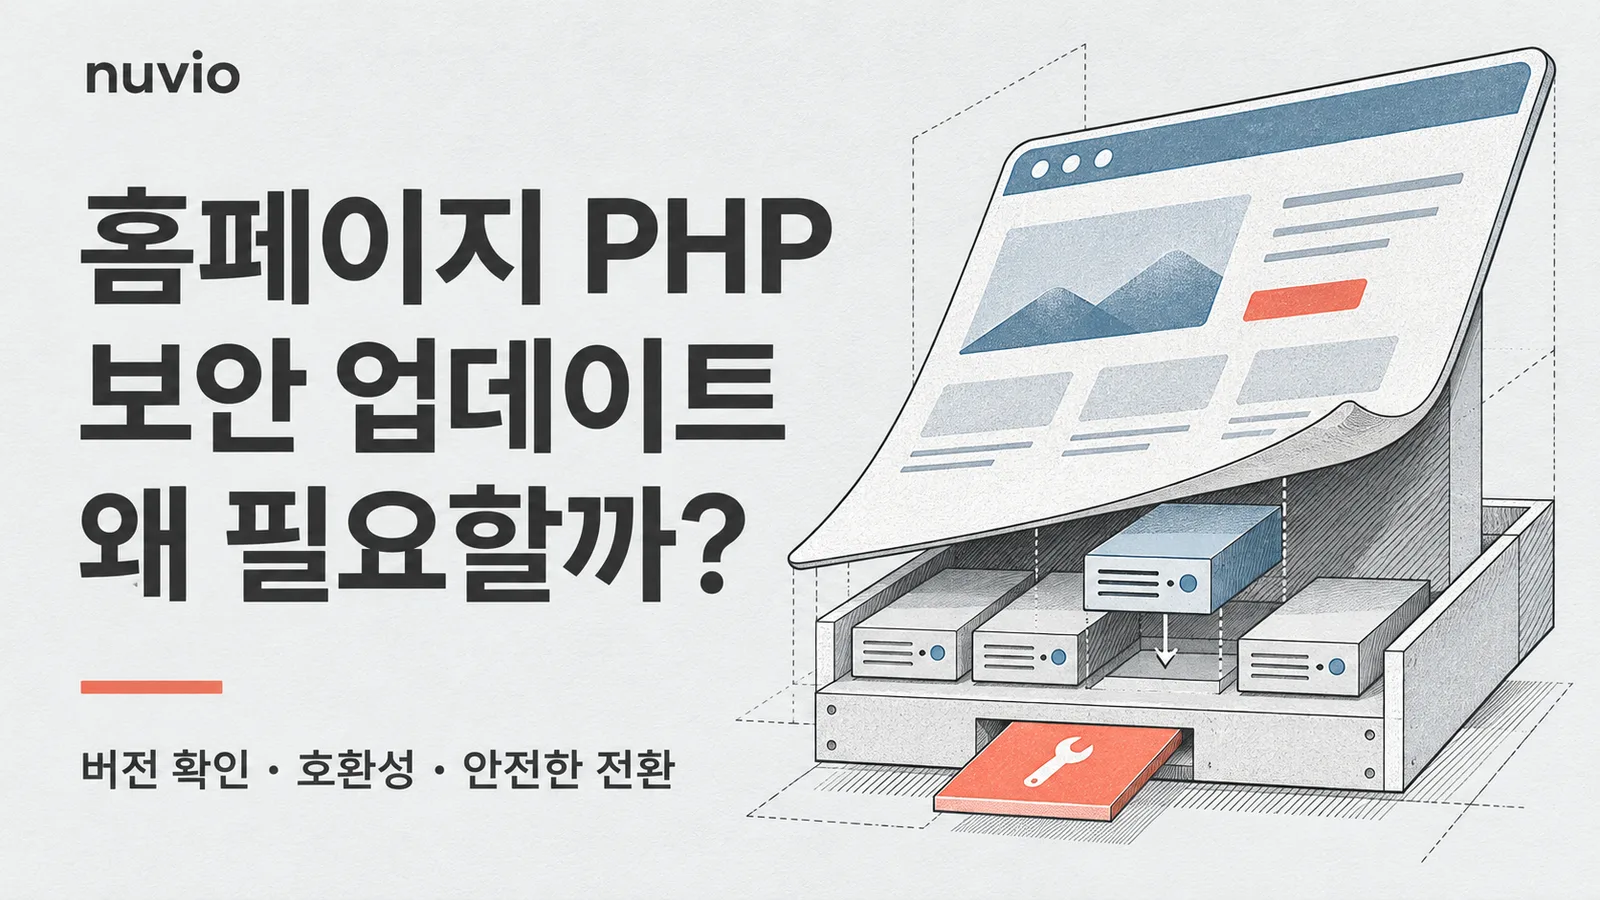 nuvio
홈페이지 PHP
보안 업데이트
왜 필요할까?
버전 확인 • 호환성 • 안전한 전환